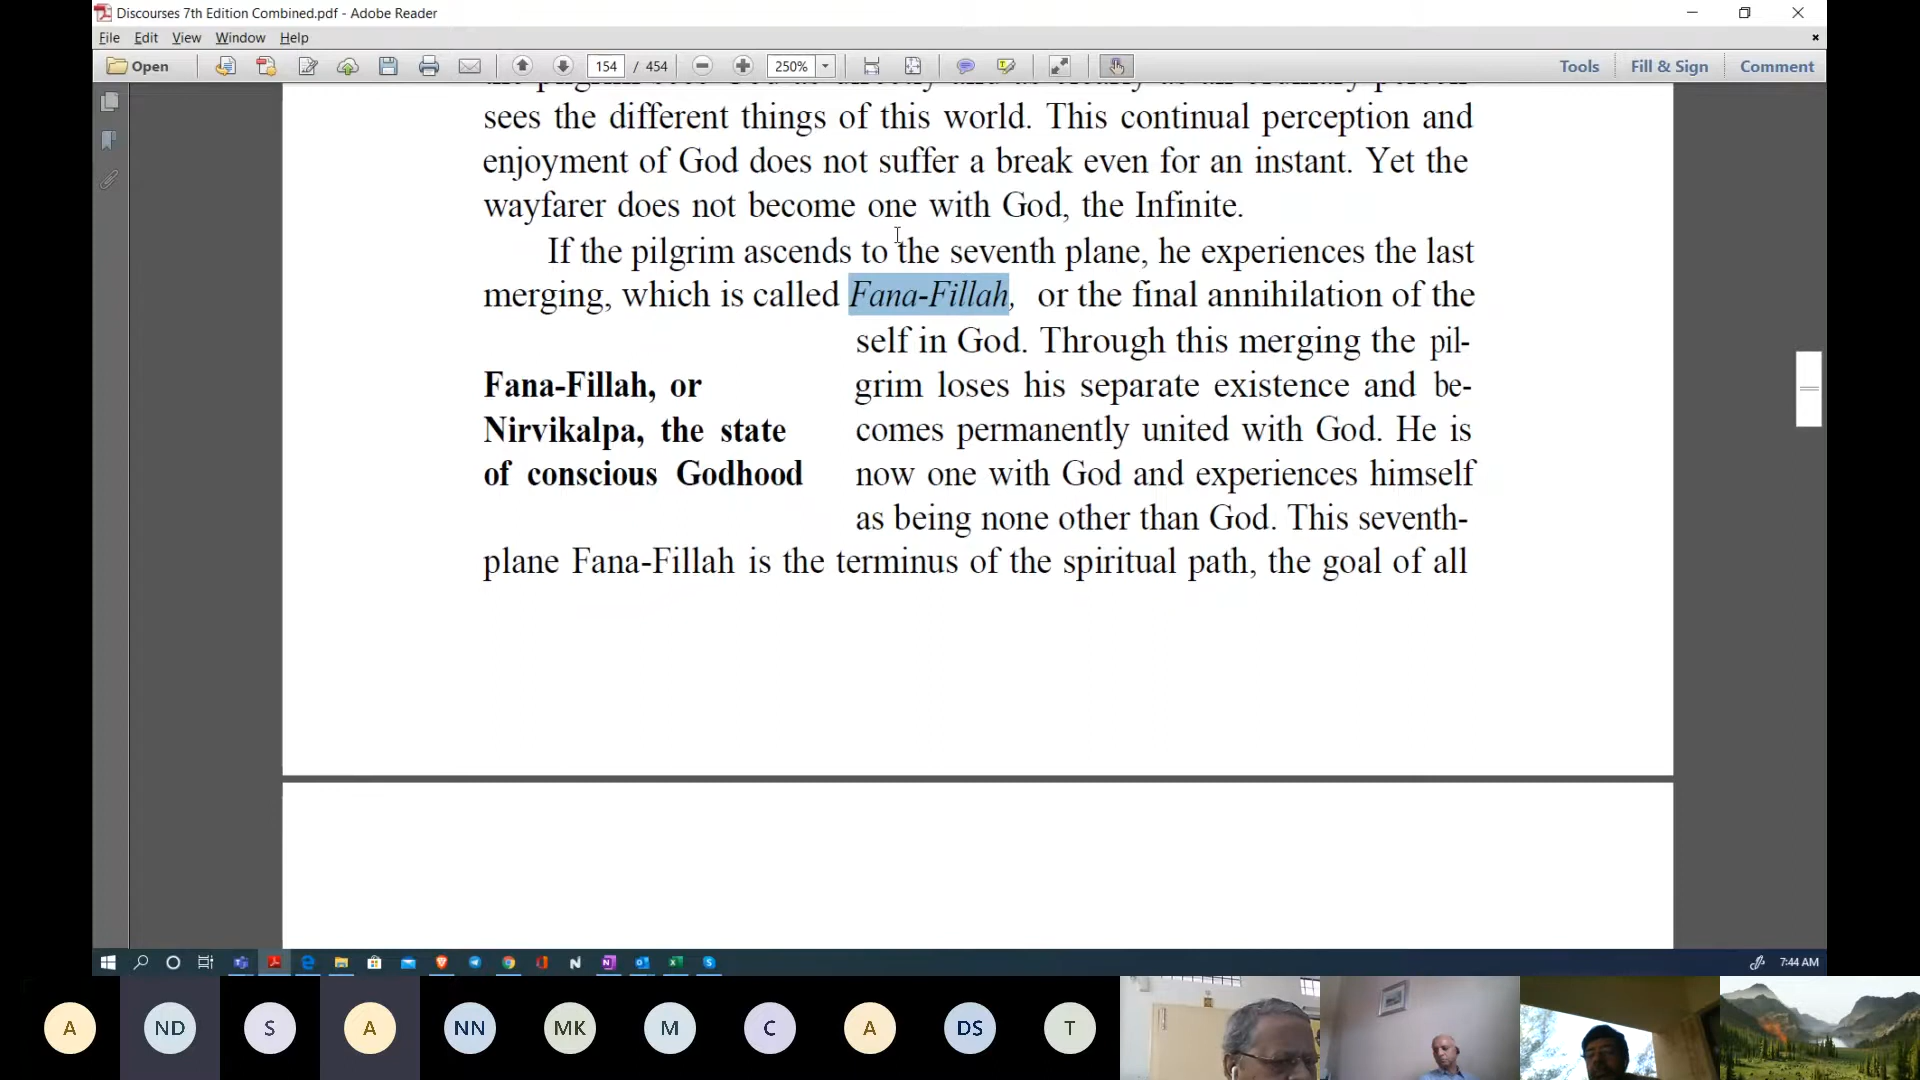 Discourses 7th Edition Combined.pdf - Adobe Reader
File Edit View Window Help
Open 154 / 454 250% Tools Fill & Sign Comment
sees the different things of this world. This continual perception and
enjoyment of God does not suffer a break even for an instant. Yet the
wayfarer does not become one with God, the Infinite.
If the pilgrim ascends to the seventh plane, he experiences the last
merging, which is called Fana-Fillah, or the final annihilation of the
self in God. Through this merging the pil-
Fana-Fillah, or
grim loses his separate existence and be-
Nirvikalpa, the state
comes permanently united with God. He is
of conscious Godhood
now one with God and experiences himself
as being none other than God. This seventh-
plane Fana-Fillah is the terminus of the spiritual path, the goal of all
7:44 AM
A ND S A NN MK M C A DS T